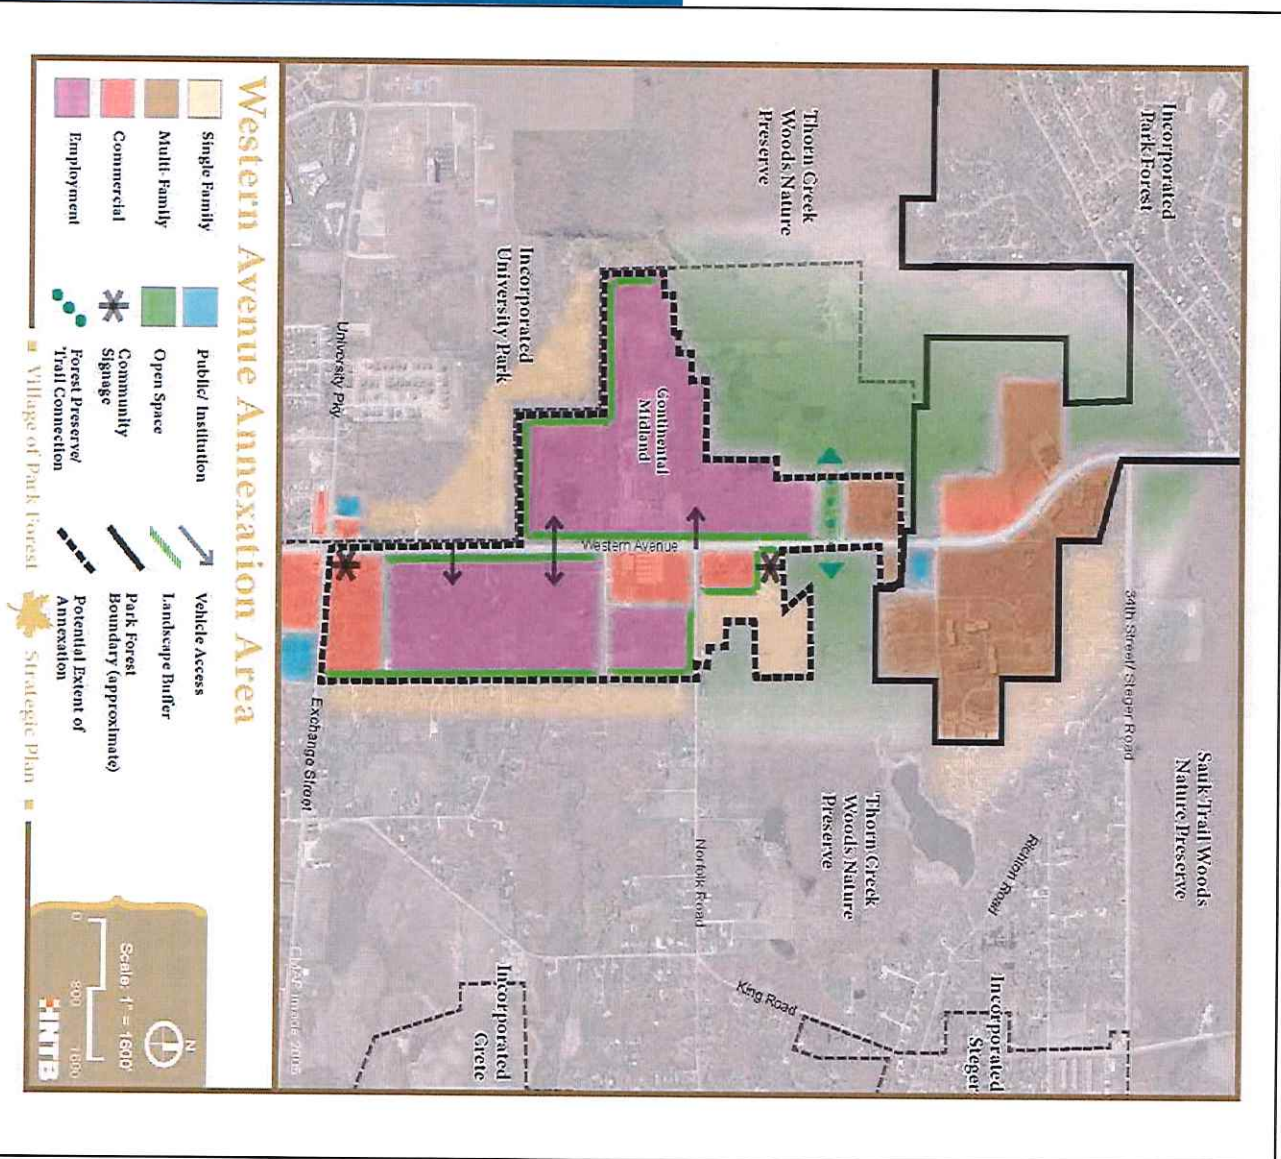 Incorporated
Park Forest
Sauk Trail Woods
Nature Preserve
34th Street/ Steger Road
Thorn Creek
Woods Nature
Preserve
Richton Road
Thorn Creek
Woods Nature
Preserve
Incorporated
Steger
King Road
Norfolk Road
Continental
Midland
Western Avenue
Incorporated
University Park
Incorporated
Crete
University Pky
Exchange Street
CMAP Image 2005
Western Avenue Annexation Area
Single Family
Multi-Family
Commercial
Employment
Public/ Institution
Open Space
Community
Signage
Forest Preserve/
Trail Connection
Vehicle Access
Landscape Buffer
Park Forest
Boundary (approximate)
Potential Extent of
Annexation
N
Scale: 1" = 1600'
0 800 1600
HNTB
Village of Park Forest Strategic Plan